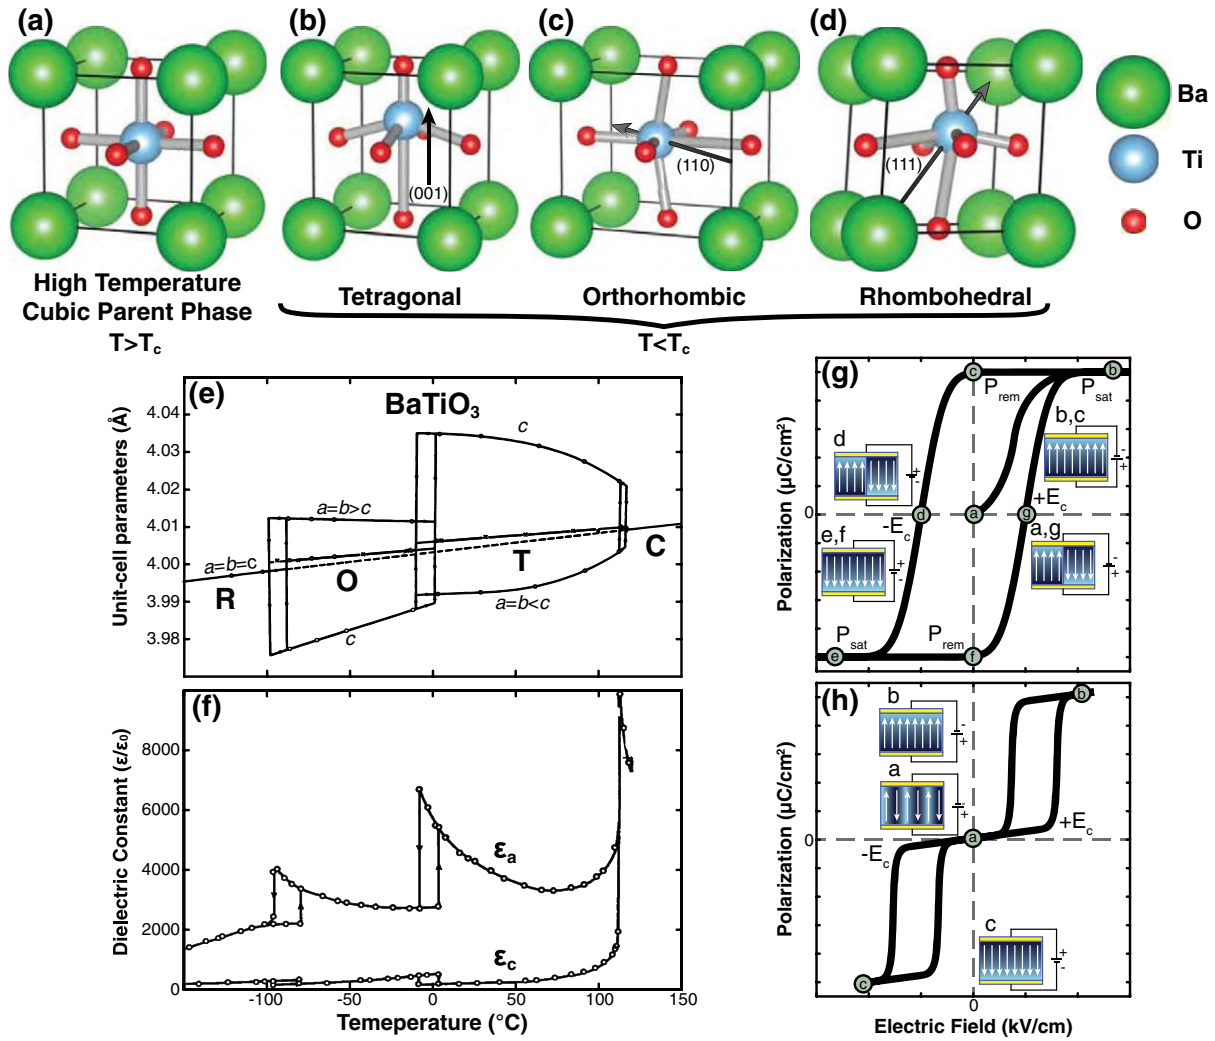 (a)
(b)
(c)
(d)
(001)
(110)
(111)
Ba
Ti
O
High Temperature
Cubic Parent Phase
T>Tc
Tetragonal
Orthorhombic
Rhombohedral
T<Tc
(e)
BaTiO3
Unit-cell parameters (Å)
4.04
4.03
4.02
4.01
4.00
3.99
3.98
c
a=b>c
a=b=c
R
O
T
C
a=b<c
c
(f)
Dielectric Constant (ε/ε0)
8000
6000
4000
2000
0
εa
εc
-100
-50
0
50
100
150
Temeperature (°C)
(g)
Polarization (µC/cm2)
0
c
b
Prem
Psat
d
+
-
b,c
-
+
d
a
g
-Ec
+Ec
e,f
+
-
a,g
-
+
Psat
Prem
e
f
(h)
Polarization (µC/cm2)
0
b
-
+
b
a
-
+
a
+Ec
-Ec
c
+
-
c
0
Electric Field (kV/cm)